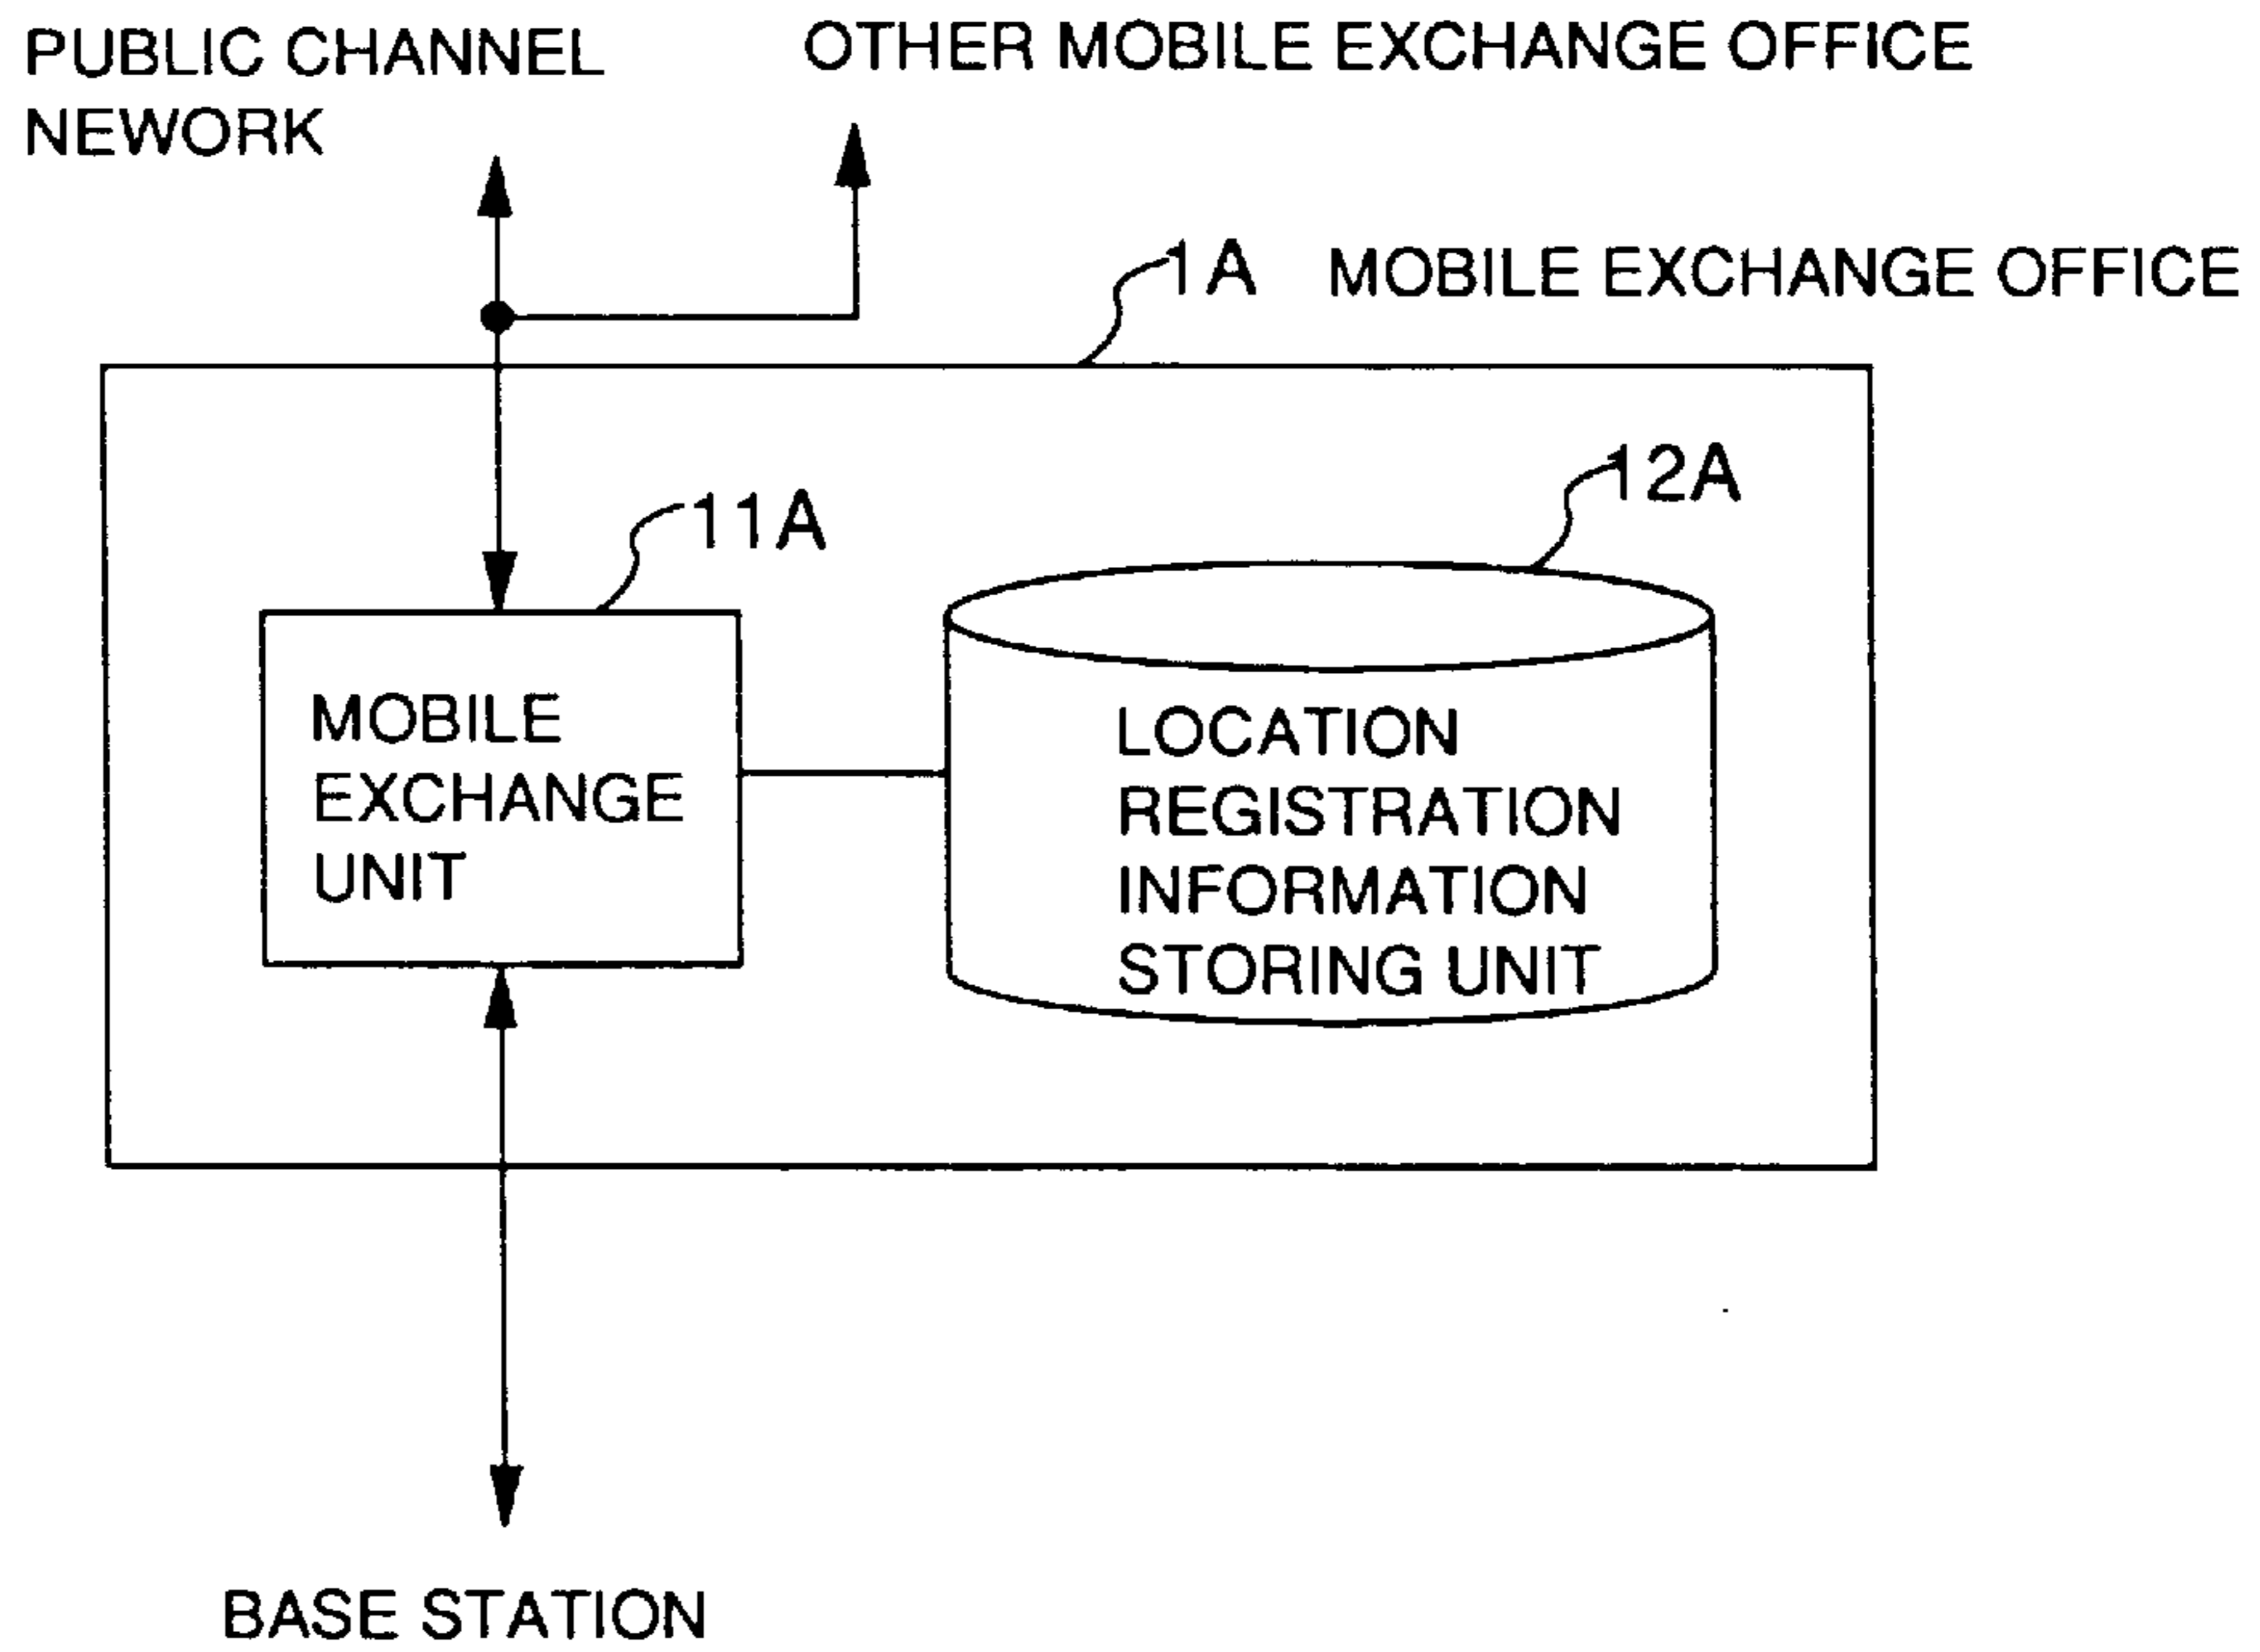 PUBLIC CHANNEL
NEWORK
OTHER MOBILE EXCHANGE OFFICE
1A MOBILE EXCHANGE OFFICE
11A
12A
MOBILE
EXCHANGE
UNIT
LOCATION
REGISTRATION
INFORMATION
STORING UNIT
BASE STATION